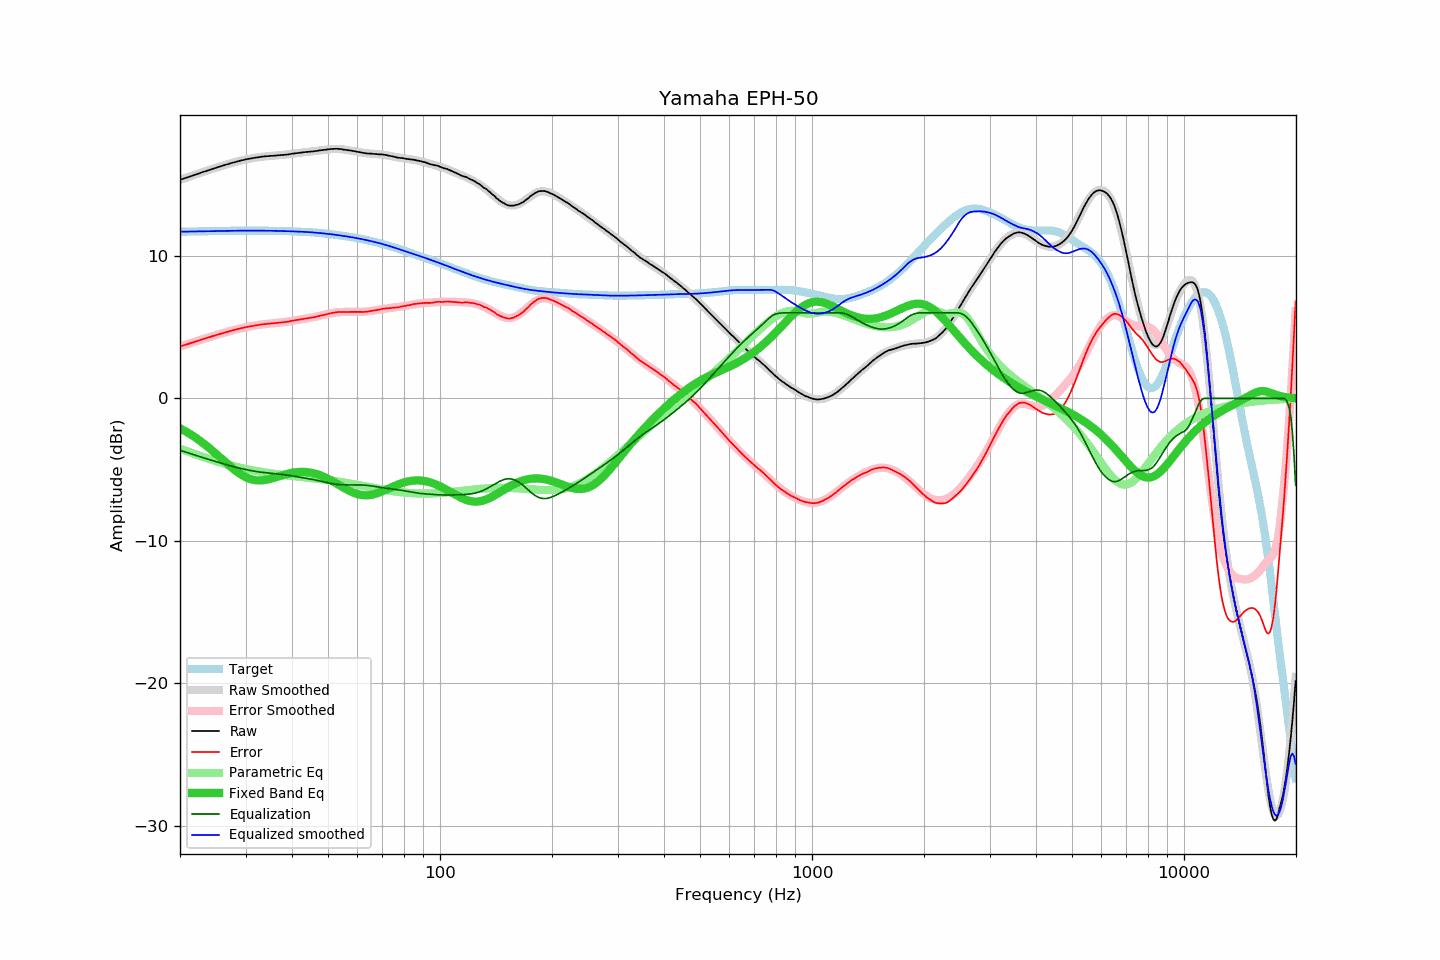 Yamaha EPH-50
Amplitude (dBr)
10
0
−10
−20
−30
Target
Raw Smoothed
Error Smoothed
Raw
Error
Parametric Eq
Fixed Band Eq
Equalization
Equalized smoothed
100
1000
10000
Frequency (Hz)